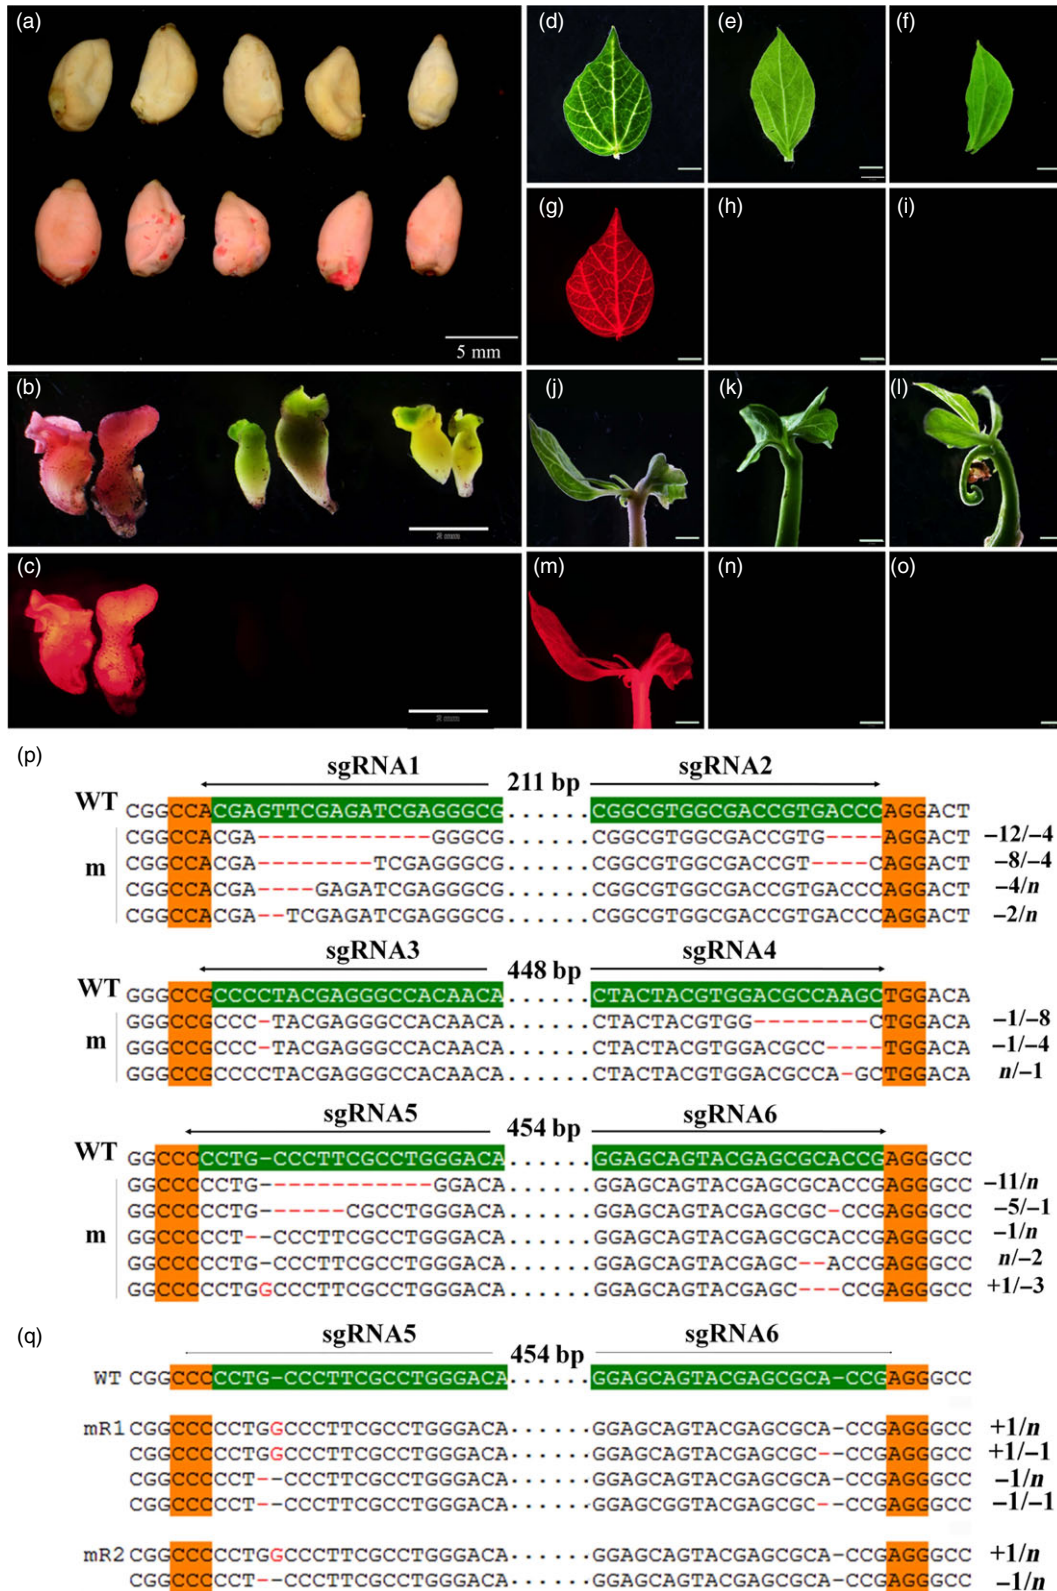 (a)
(d)
(e)
(f)
(g)
(h)
(i)
5 mm
(b)
(j)
(k)
(l)
(c)
(m)
(n)
(o)
(p)
sgRNA1 211 bp sgRNA2
WT CGGCCACGAGTTCGAGATCGAGGGCG......CGGCGTGGCGACCGTGACCCAGGACT
m
CGGCCACGA------------GGGCG......CGGCGTGGCGACCGTG----AGGACT −12/−4
CGGCCACGA--------TCGAGGGCG......CGGCGTGGCGACCGT----CAGGACT −8/−4
CGGCCACGA----GAGATCGAGGGCG......CGGCGTGGCGACCGTGACCCAGGACT −4/n
CGGCCACGA--TCGAGATCGAGGGCG......CGGCGTGGCGACCGTGACCCAGGACT −2/n
sgRNA3 448 bp sgRNA4
WT GGGCCGCCCCTACGAGGGCCACAACA......CTACTACGTGGACGCCAAGCTGGACA
m
GGGCCGCCC-TACGAGGGCCACAACA......CTACTACGTGG--------CTGGACA −1/−8
GGGCCGCCC-TACGAGGGCCACAACA......CTACTACGTGGACGCC----TGGACA −1/−4
GGGCCGCCCCTACGAGGGCCACAACA......CTACTACGTGGACGCCA-GCTGGACA n/−1
sgRNA5 454 bp sgRNA6
WT GGCCCCCTG-CCCTTCGCCTGGGACA......GGAGCAGTACGAGCGCACCGAGGGCC
m
GGCCCCCTG------------GGACA......GGAGCAGTACGAGCGCACCGAGGGCC −11/n
GGCCCCCTG------CGCCTGGGACA......GGAGCAGTACGAGCGC-CCGAGGGCC −5/−1
GGCCCCCT--CCCTTCGCCTGGGACA......GGAGCAGTACGAGCGCACCGAGGGCC −1/n
GGCCCCCTG-CCCTTCGCCTGGGACA......GGAGCAGTACGAGC--ACCGAGGGCC n/−2
GGCCCCCTGGCCCTTCGCCTGGGACA......GGAGCAGTACGAGC---CCGAGGGCC +1/−3
(q)
sgRNA5 454 bp sgRNA6
WT CGGCCCCCTG-CCCTTCGCCTGGGACA......GGAGCAGTACGAGCGCA-CCGAGGGCC
mR1 CGGCCCCCTGGCCCTTCGCCTGGGACA......GGAGCAGTACGAGCGCA-CCGAGGGCC +1/n
CGGCCCCCTGGCCCTTCGCCTGGGACA......GGAGCAGTACGAGCGC--CCGAGGGCC +1/−1
CGGCCCCCT--CCCTTCGCCTGGGACA......GGAGCAGTACGAGCGCA-CCGAGGGCC −1/n
CGGCCCCCT--CCCTTCGCCTGGGACA......GGAGCGGTACGAGCGC--CCGAGGGCC −1/−1
mR2 CGGCCCCCTGGCCCTTCGCCTGGGACA......GGAGCAGTACGAGCGCA-CCGAGGGCC +1/n
CGGCCCCCT--CCCTTCGCCTGGGACA......GGAGCAGTACGAGCGCA-CCGAGGGCC −1/n